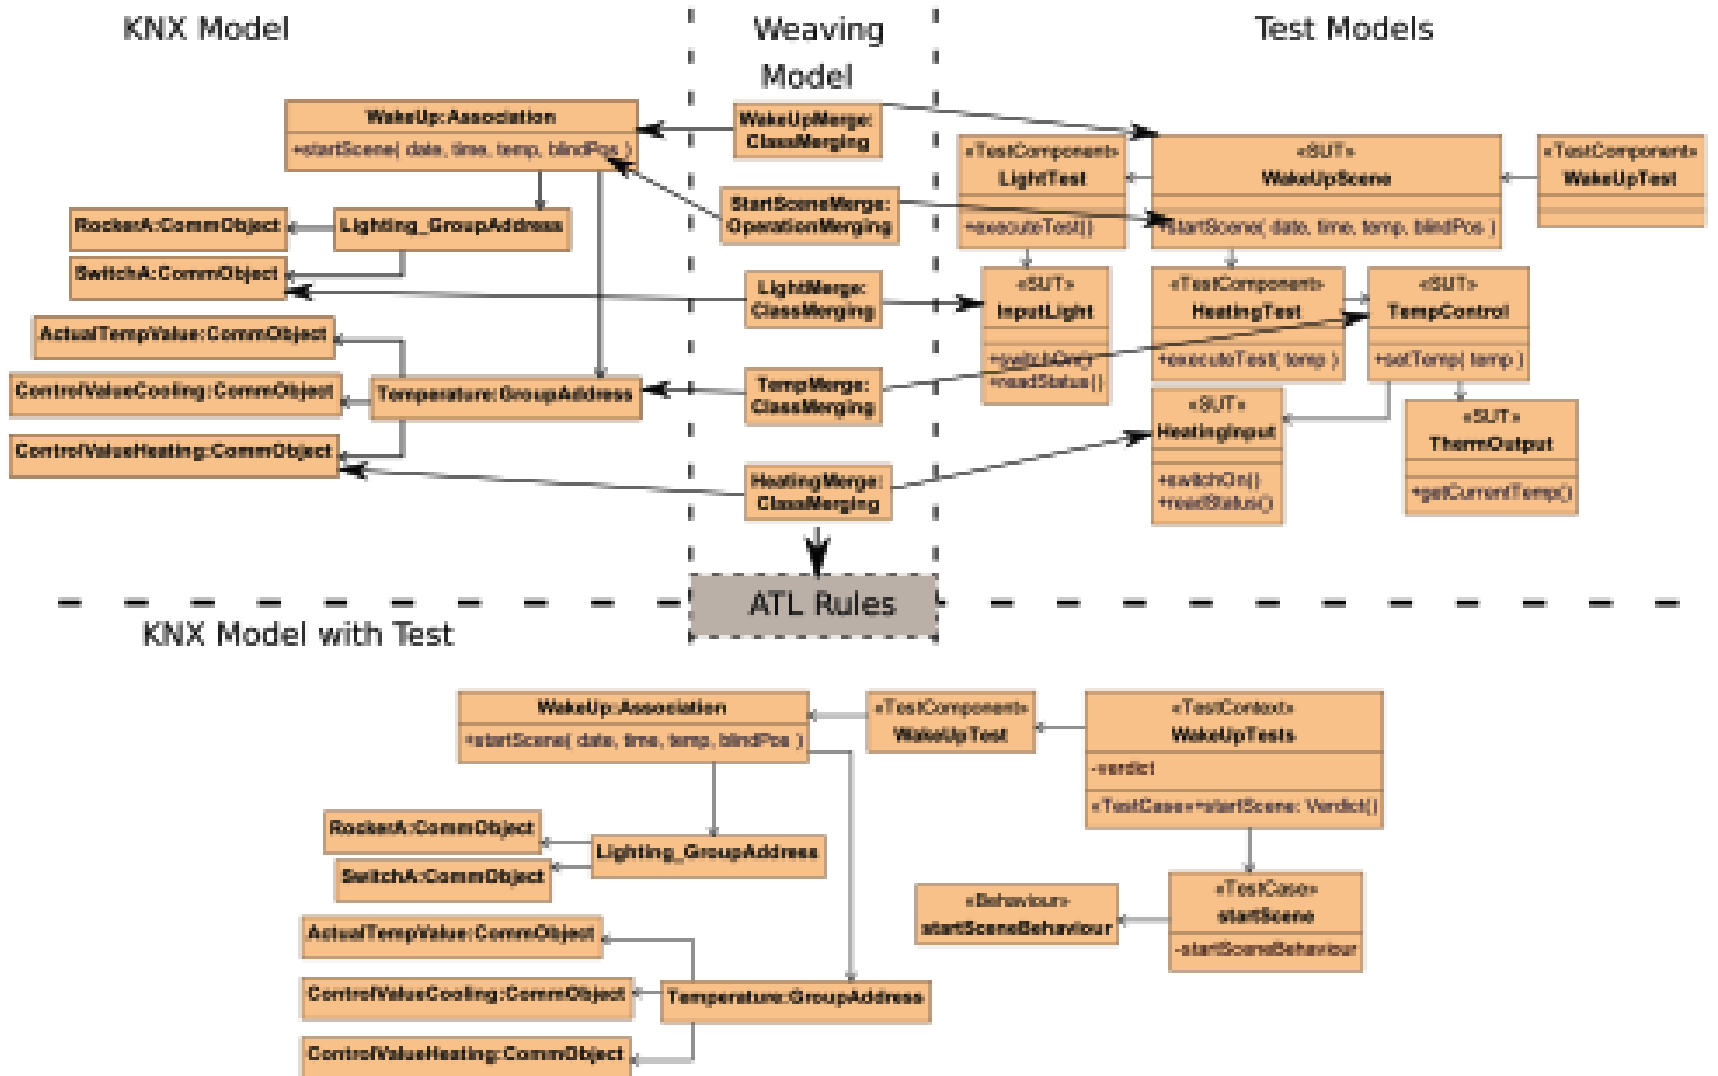 KNX Model
Weaving
Model
Test Models
WakeUp:Association
+startScene( date, time, temp, blindPos )
RockerA:CommObject
Lighting_GroupAddress
SwitchA:CommObject
ActualTempValue:CommObject
ControlValueCooling:CommObject
Temperature:GroupAddress
ControlValueHeating:CommObject
WakeUpMerge:
ClassMerging
StartSceneMerge:
OperationMerging
LightMerge:
ClassMerging
TempMerge:
ClassMerging
HeatingMerge:
ClassMerging
«TestComponent»
LightTest
+executeTest()
«SUT»
WakeUpScene
+startScene( date, time, temp, blindPos )
«TestComponent»
WakeUpTest
«SUT»
InputLight
+switchOn()
+readStatus()
«TestComponent»
HeatingTest
+executeTest( temp )
«SUT»
TempControl
+setTemp( temp )
«SUT»
HeatingInput
+switchOn()
+readStatus()
«SUT»
ThermOutput
+getCurrentTemp()
ATL Rules
KNX Model with Test
WakeUp:Association
+startScene( date, time, temp, blindPos )
«TestComponent»
WakeUpTest
«TestContext»
WakeUpTests
-verdict
«TestCase»+startScene: Verdict()
RockerA:CommObject
Lighting_GroupAddress
SwitchA:CommObject
«Behaviour»
startSceneBehaviour
«TestCase»
startScene
-startSceneBehaviour
ActualTempValue:CommObject
ControlValueCooling:CommObject
Temperature:GroupAddress
ControlValueHeating:CommObject